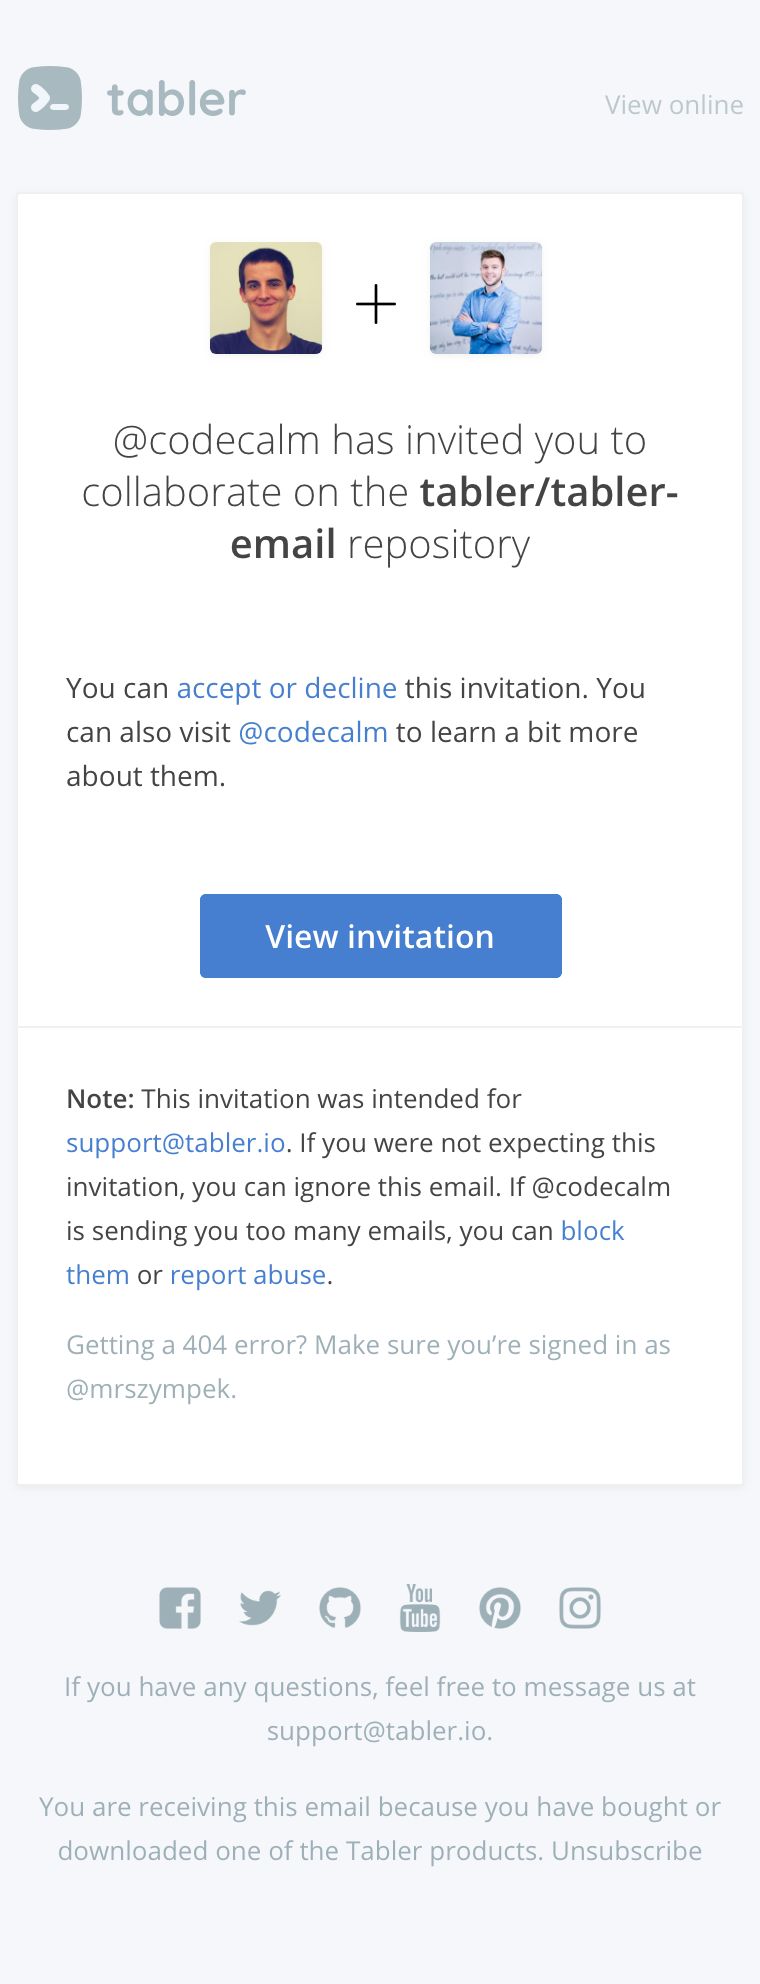 tabler
View online
@codecalm has invited you to
collaborate on the tabler/tabler-
email repository
You can accept or decline this invitation. You
can also visit @codecalm to learn a bit more
about them.
View invitation
Note: This invitation was intended for
support@tabler.io. If you were not expecting this
invitation, you can ignore this email. If @codecalm
is sending you too many emails, you can block
them or report abuse.
Getting a 404 error? Make sure you’re signed in as
@mrszympek.
You
Tube
If you have any questions, feel free to message us at
support@tabler.io.
You are receiving this email because you have bought or
downloaded one of the Tabler products. Unsubscribe